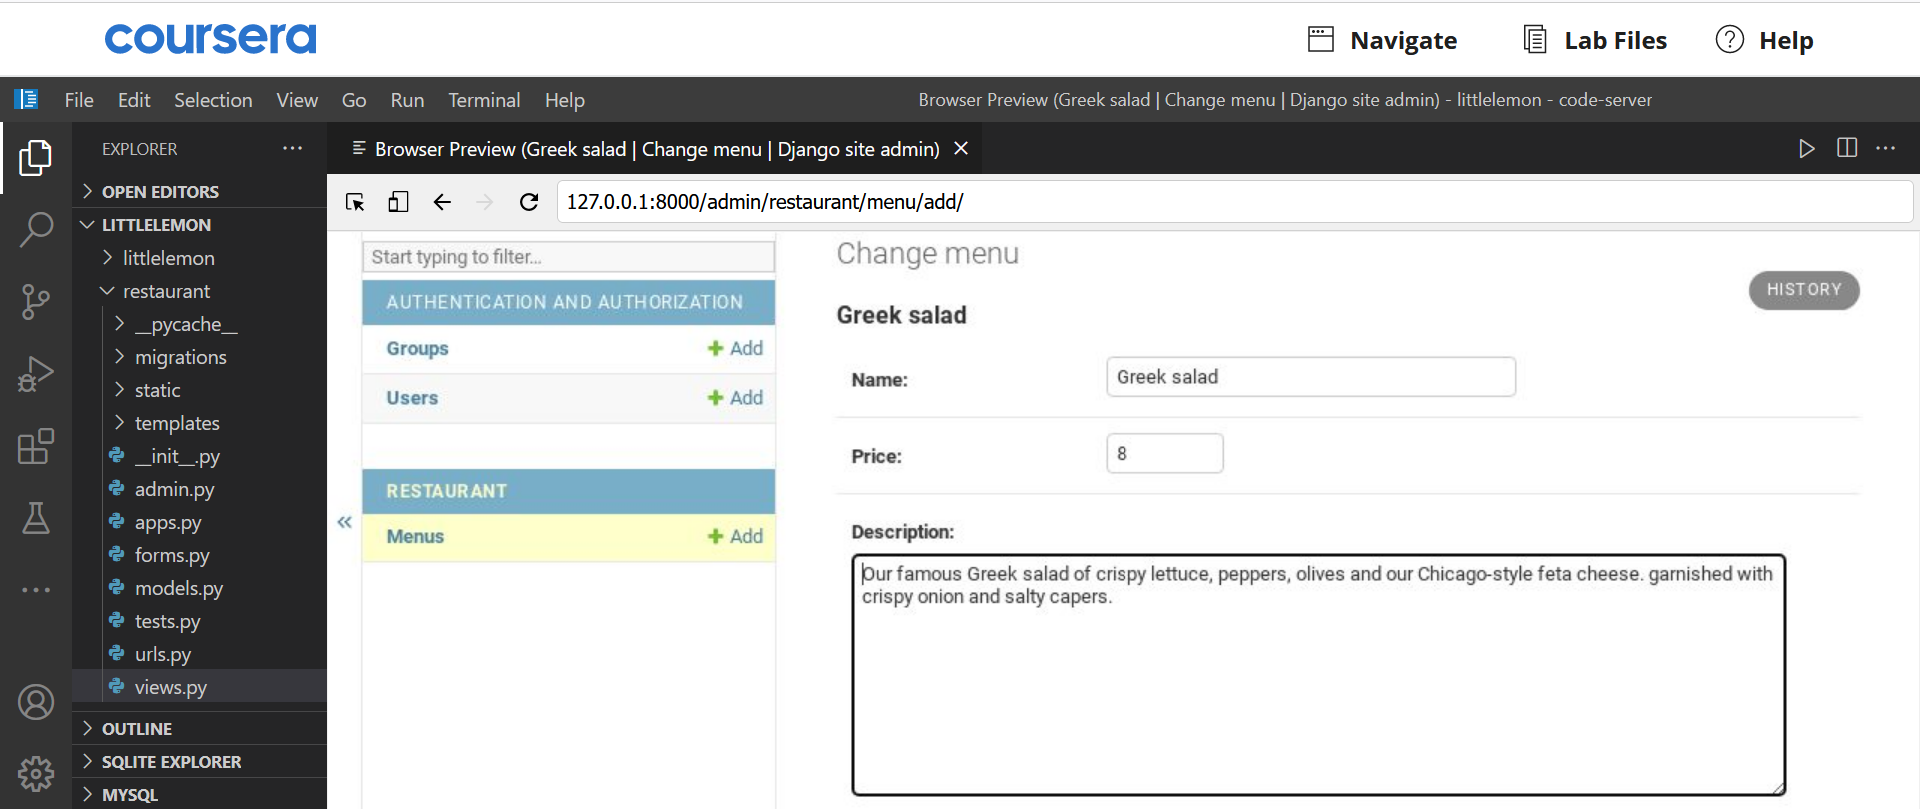 coursera
Navigate
Lab Files
Help
File Edit Selection View Go Run Terminal Help
Browser Preview (Greek salad | Change menu | Django site admin) - littlelemon - code-server
EXPLORER
Browser Preview (Greek salad | Change menu | Django site admin)
OPEN EDITORS
LITTLELEMON
littlelemon
restaurant
__pycache__
migrations
static
templates
__init__.py
admin.py
apps.py
forms.py
models.py
tests.py
urls.py
views.py
OUTLINE
SQLITE EXPLORER
MYSQL
127.0.0.1:8000/admin/restaurant/menu/add/
Start typing to filter...
AUTHENTICATION AND AUTHORIZATION
Groups + Add
Users + Add
RESTAURANT
Menus + Add
«
Change menu
HISTORY
Greek salad
Name: Greek salad
Price: 8
Description:
Our famous Greek salad of crispy lettuce, peppers, olives and our Chicago-style feta cheese. garnished with
crispy onion and salty capers.